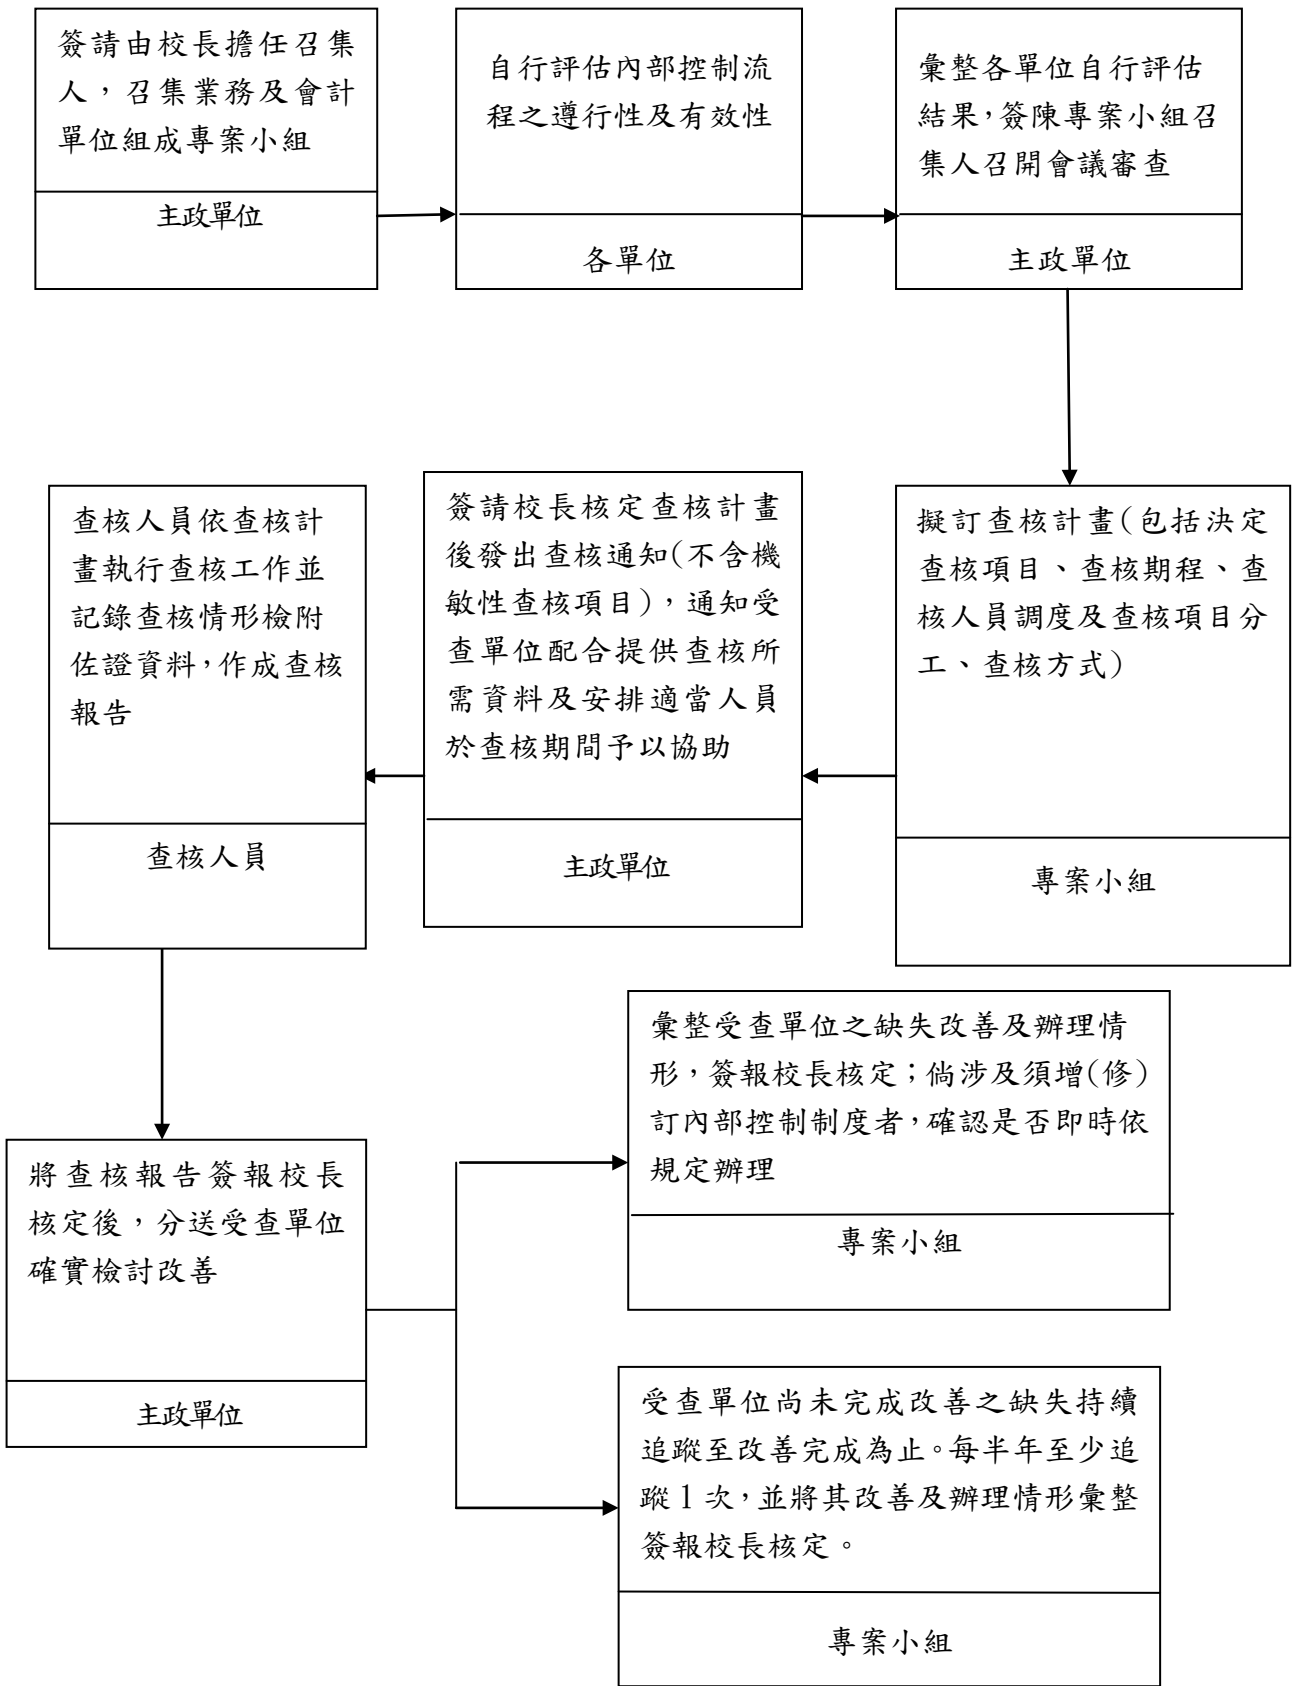 簽請由校長擔任召集
人，召集業務及會計
單位組成專案小組
主政單位
自行評估內部控制流
程之遵行性及有效性
各單位
彙整各單位自行評估
結果，簽陳專案小組召
集人召開會議審查
主政單位
擬訂查核計畫(包括決定
查核項目、查核期程、查
核人員調度及查核項目分
工、查核方式)
專案小組
簽請校長核定查核計畫
後發出查核通知(不含機
敏性查核項目)，通知受
查單位配合提供查核所
需資料及安排適當人員
於查核期間予以協助
主政單位
查核人員依查核計
畫執行查核工作並
記錄查核情形檢附
佐證資料，作成查核
報告
查核人員
將查核報告簽報校長
核定後，分送受查單位
確實檢討改善
主政單位
彙整受查單位之缺失改善及辦理情
形，簽報校長核定；倘涉及須增(修)
訂內部控制制度者，確認是否即時依
規定辦理
專案小組
受查單位尚未完成改善之缺失持續
追蹤至改善完成為止。每半年至少追
蹤 1 次，並將其改善及辦理情形彙整
簽報校長核定。
專案小組